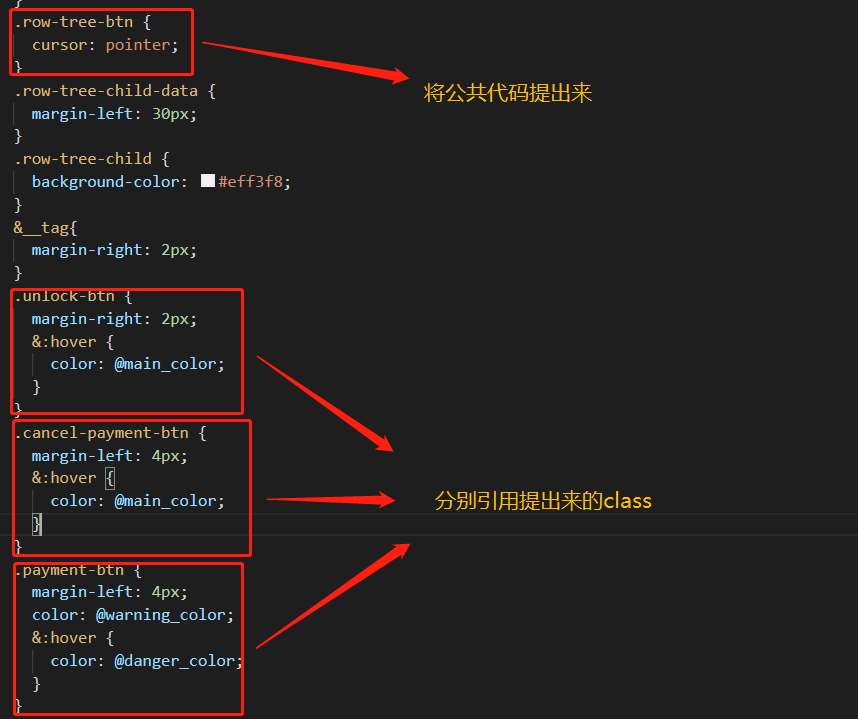 }
.row-tree-btn {
cursor: pointer;
}
将公共代码提出来
.row-tree-child-data {
margin-left: 30px;
}
.row-tree-child {
background-color: #eff3f8;
}
&__tag{
margin-right: 2px;
}
.unlock-btn {
margin-right: 2px;
&:hover {
color: @main_color;
}
}
.cancel-payment-btn {
margin-left: 4px;
&:hover {
color: @main_color;
分别引用提出来的class
}
}
.payment-btn {
margin-left: 4px;
color: @warning_color;
&:hover {
color: @danger_color;
}
}